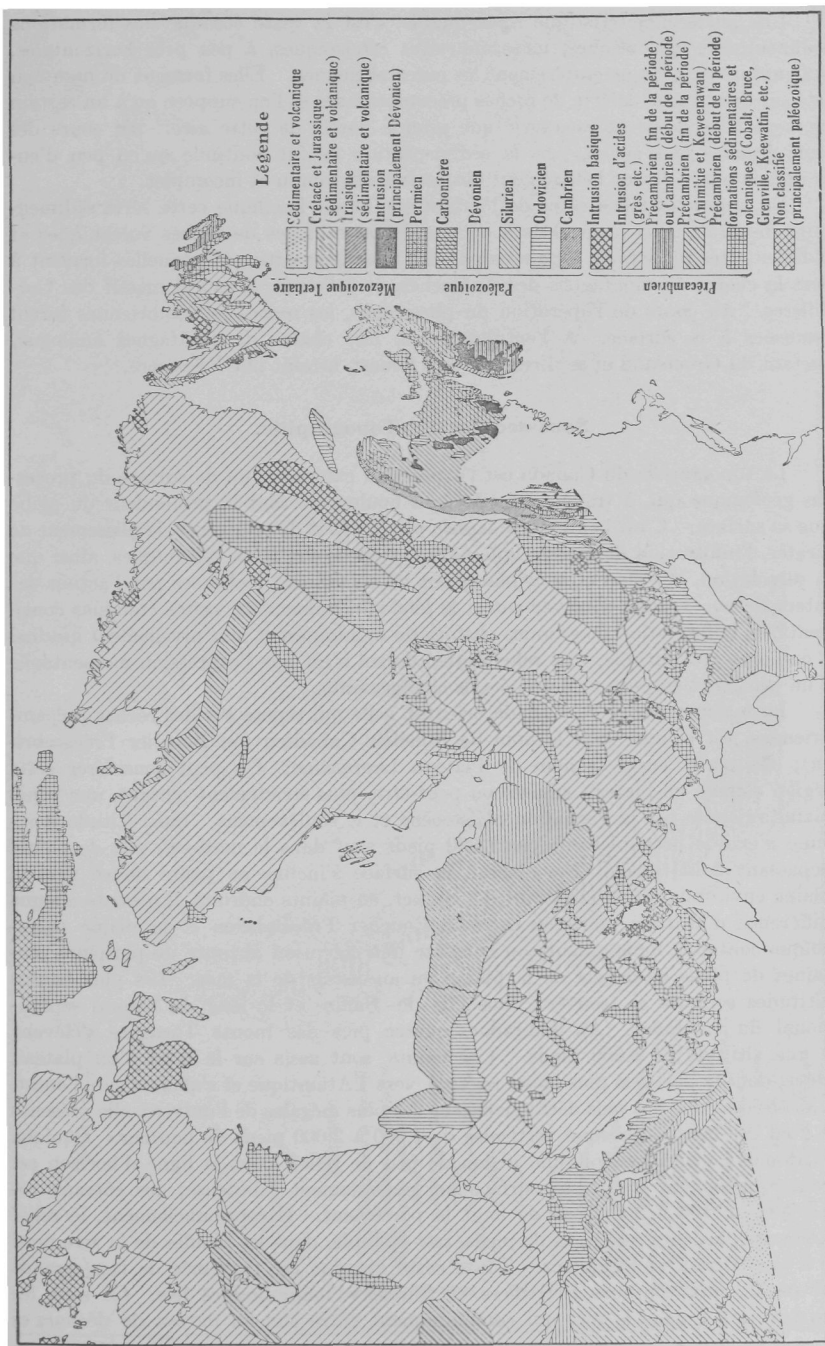 Légende
Tertiaire
Sédimentaire et volcanique
Mézozoïque
Crétacé et Jurassique
(sédimentaire et volcanique)
Triasique
(sédimentaire et volcanique)
Paléozoïque
Intrusion
(principalement Dévonien)
Permien
Carbonifère
Dévonien
Silurien
Ordovicien
Cambrien
Précambrien
Intrusion basique
Intrusion d'acides
(grès, etc.)
Précambrien (fin de la période)
ou Cambrien (début de la période)
Précambrien (fin de la période)
(Animikie et Keweenawan)
Précambrien (début de la période)
formations sédimentaires et
volcaniques (Cobalt, Bruce,
Grenville, Keewatin, etc.)
Non classifié
(principalement paléozoïque)